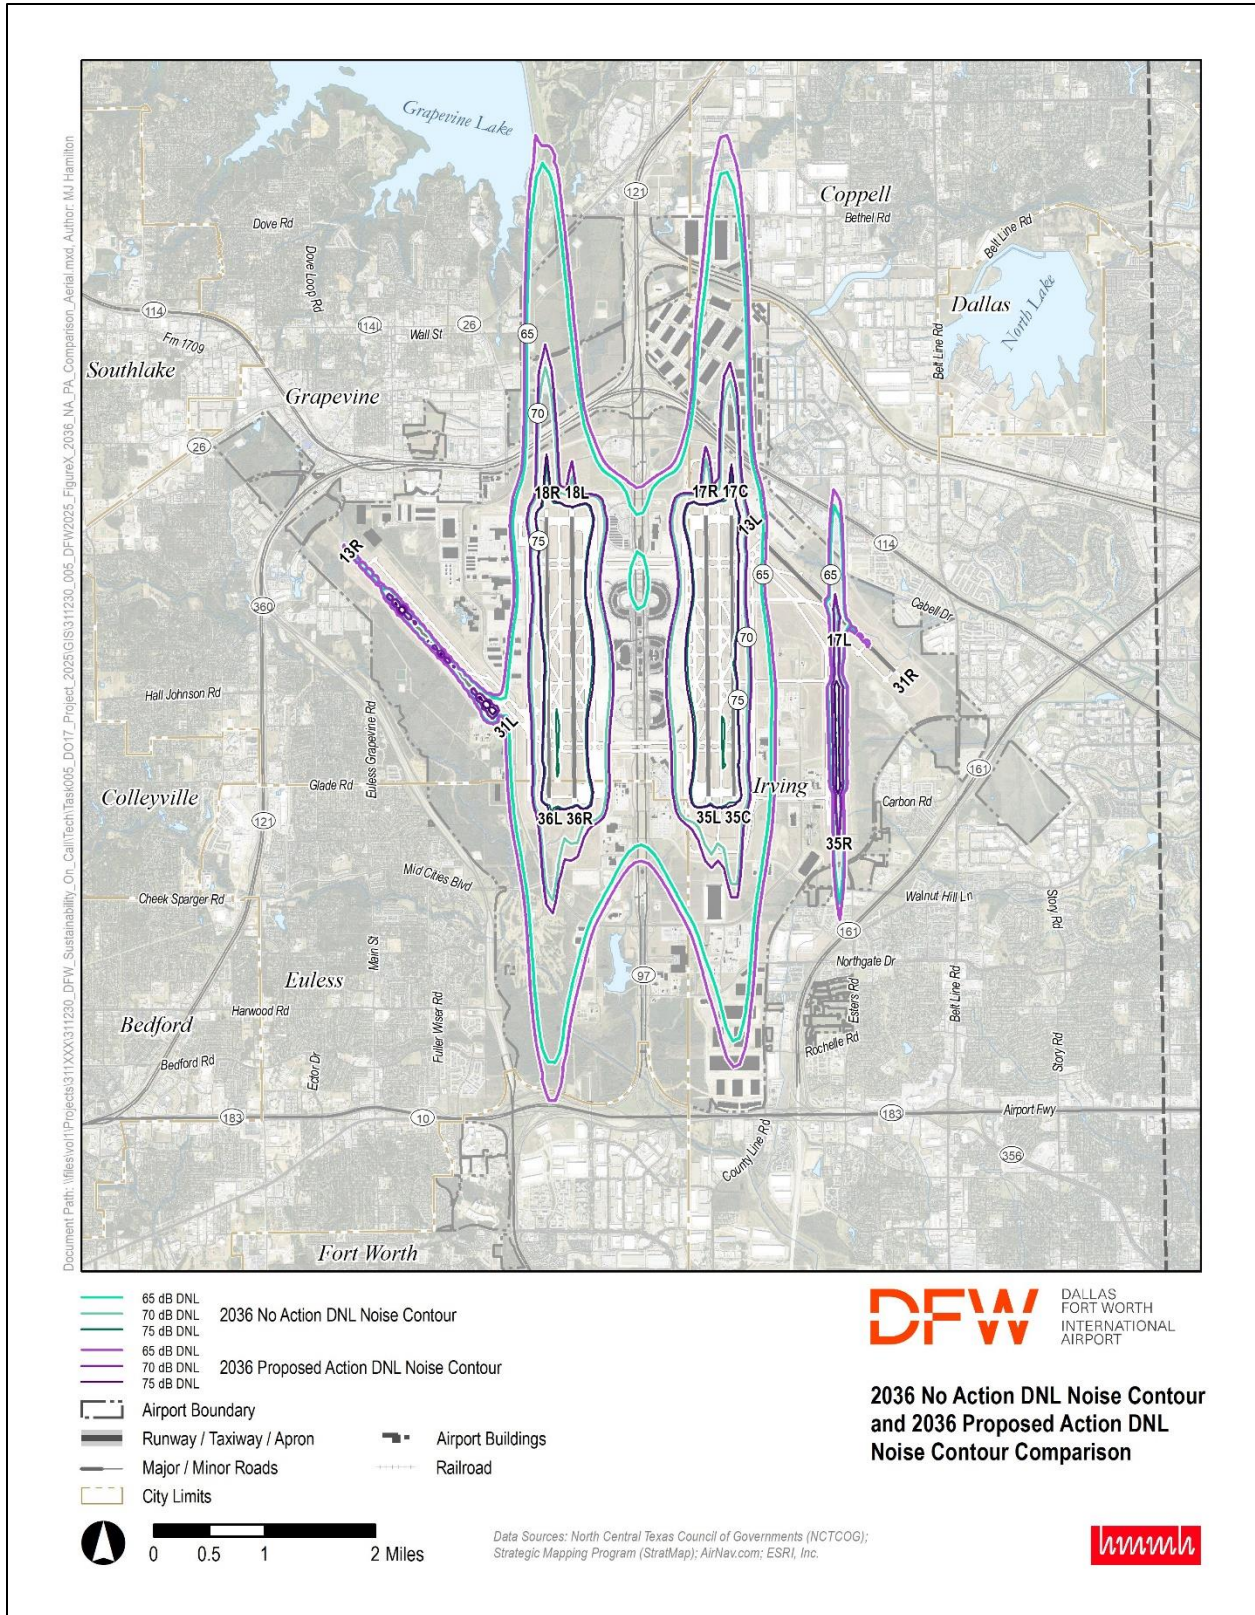 Document Path: \\files\vol1\Projects\311XXX\311230_DFW_Sustainability_On_Call\Tech\Task005_DO17_Project_2025\GIS\311230_005_DFW2025_FigureX_2036_NA_PA_Comparison_Aerial.mxd, Author: MJ Hamilton
Grapevine Lake
121
Coppell
Bethel Rd
Belt Line Rd
Dove Rd
Dove Loop Rd
Dallas
North Lake
114
114L
Wall St
26
65
Fm 1709
Belt Line Rd
Southlake
Grapevine
70
26
18R 18L
17R 17C
13L
75
13R
114
65
65
360
Cabell Dr
17L
70
31R
Hall Johnson Rd
Euless Grapevine Rd
75
31L
161
Glade Rd
Irving
Colleyville
Carbon Rd
121
36L 36R
35L 35C
35R
Mid Cities Blvd
Cheek Sparger Rd
Walnut Hill Ln
Story Rd
161
Main St
Northgate Dr
97
Euless
Esters Rd
Belt Line Rd
Harwood Rd
Fuller Wiser Rd
Bedford
Rochelle Rd
Bedford Rd
Ector Dr
Story Rd
183
10
183
Airport Fwy
County Line Rd
356
Fort Worth
65 dB DNL
70 dB DNL
75 dB DNL
2036 No Action DNL Noise Contour
65 dB DNL
70 dB DNL
75 dB DNL
2036 Proposed Action DNL Noise Contour
Airport Boundary
Runway / Taxiway / Apron
Airport Buildings
Major / Minor Roads
Railroad
City Limits
0 0.5 1 2 Miles
DFW
DALLAS
FORT WORTH
INTERNATIONAL
AIRPORT
2036 No Action DNL Noise Contour
and 2036 Proposed Action DNL
Noise Contour Comparison
Data Sources: North Central Texas Council of Governments (NCTCOG);
Strategic Mapping Program (StratMap); AirNav.com; ESRI, Inc.
hmmh